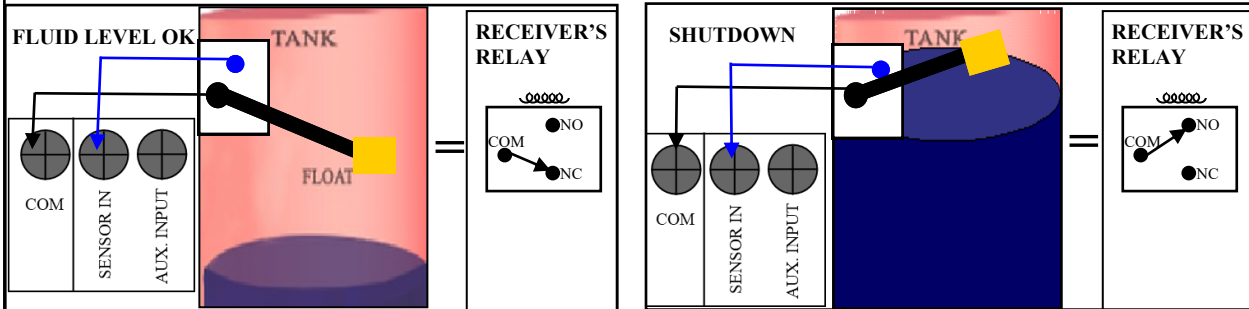 FLUID LEVEL OK
TANK
FLOAT
COM
SENSOR IN
AUX. INPUT
=
RECEIVER'S
RELAY
NO
COM
NC
SHUTDOWN
TANK
COM
SENSOR IN
AUX. INPUT
=
RECEIVER'S
RELAY
NO
COM
NC